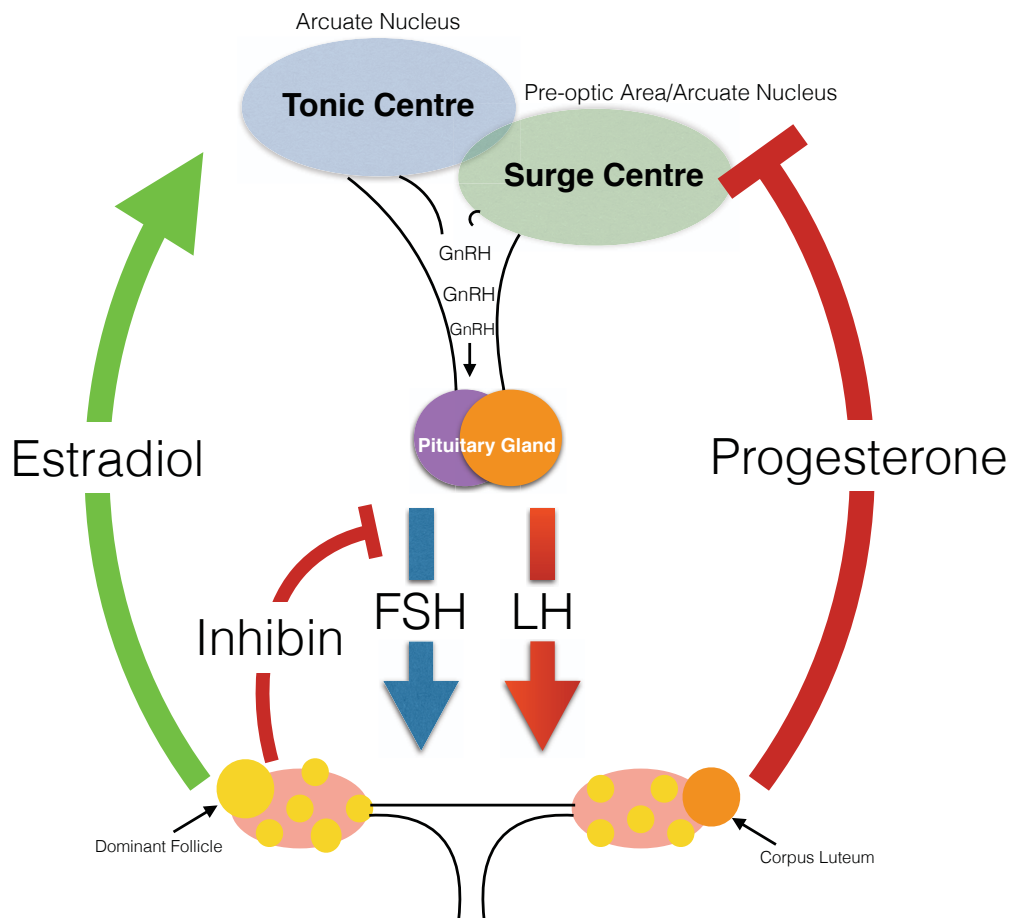 Arcuate Nucleus
Tonic Centre
Pre-optic Area/Arcuate Nucleus
Surge Centre
GnRH
GnRH
GnRH
Pituitary Gland
Estradiol
Progesterone
Inhibin
FSH
LH
Dominant Follicle
Corpus Luteum